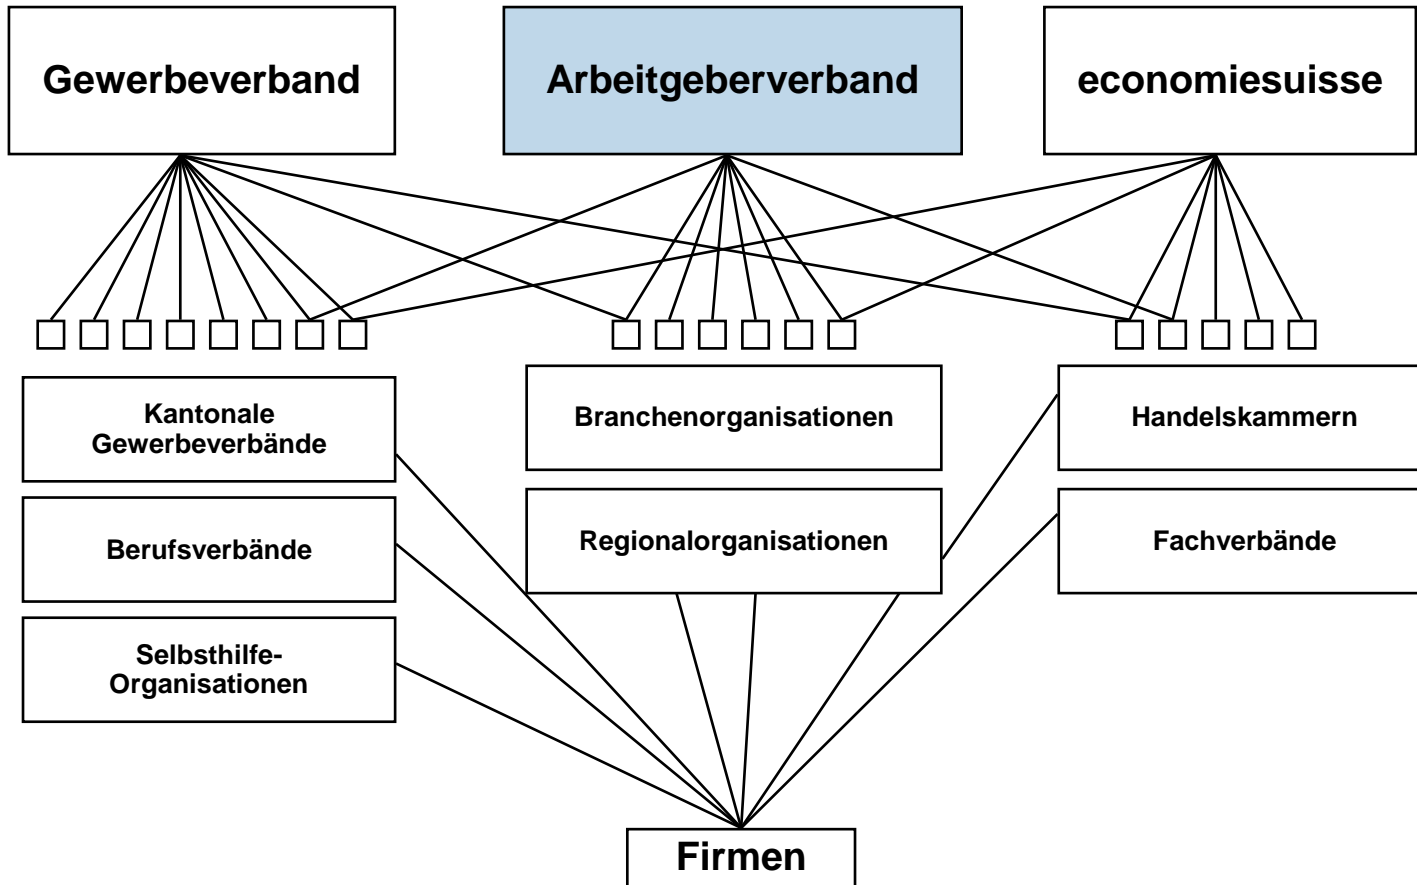 Gewerbeverband
Arbeitgeberverband
economiesuisse
Kantonale
Gewerbeverbände
Berufsverbände
Selbsthilfe-
Organisationen
Branchenorganisationen
Regionalorganisationen
Handelskammern
Fachverbände
Firmen